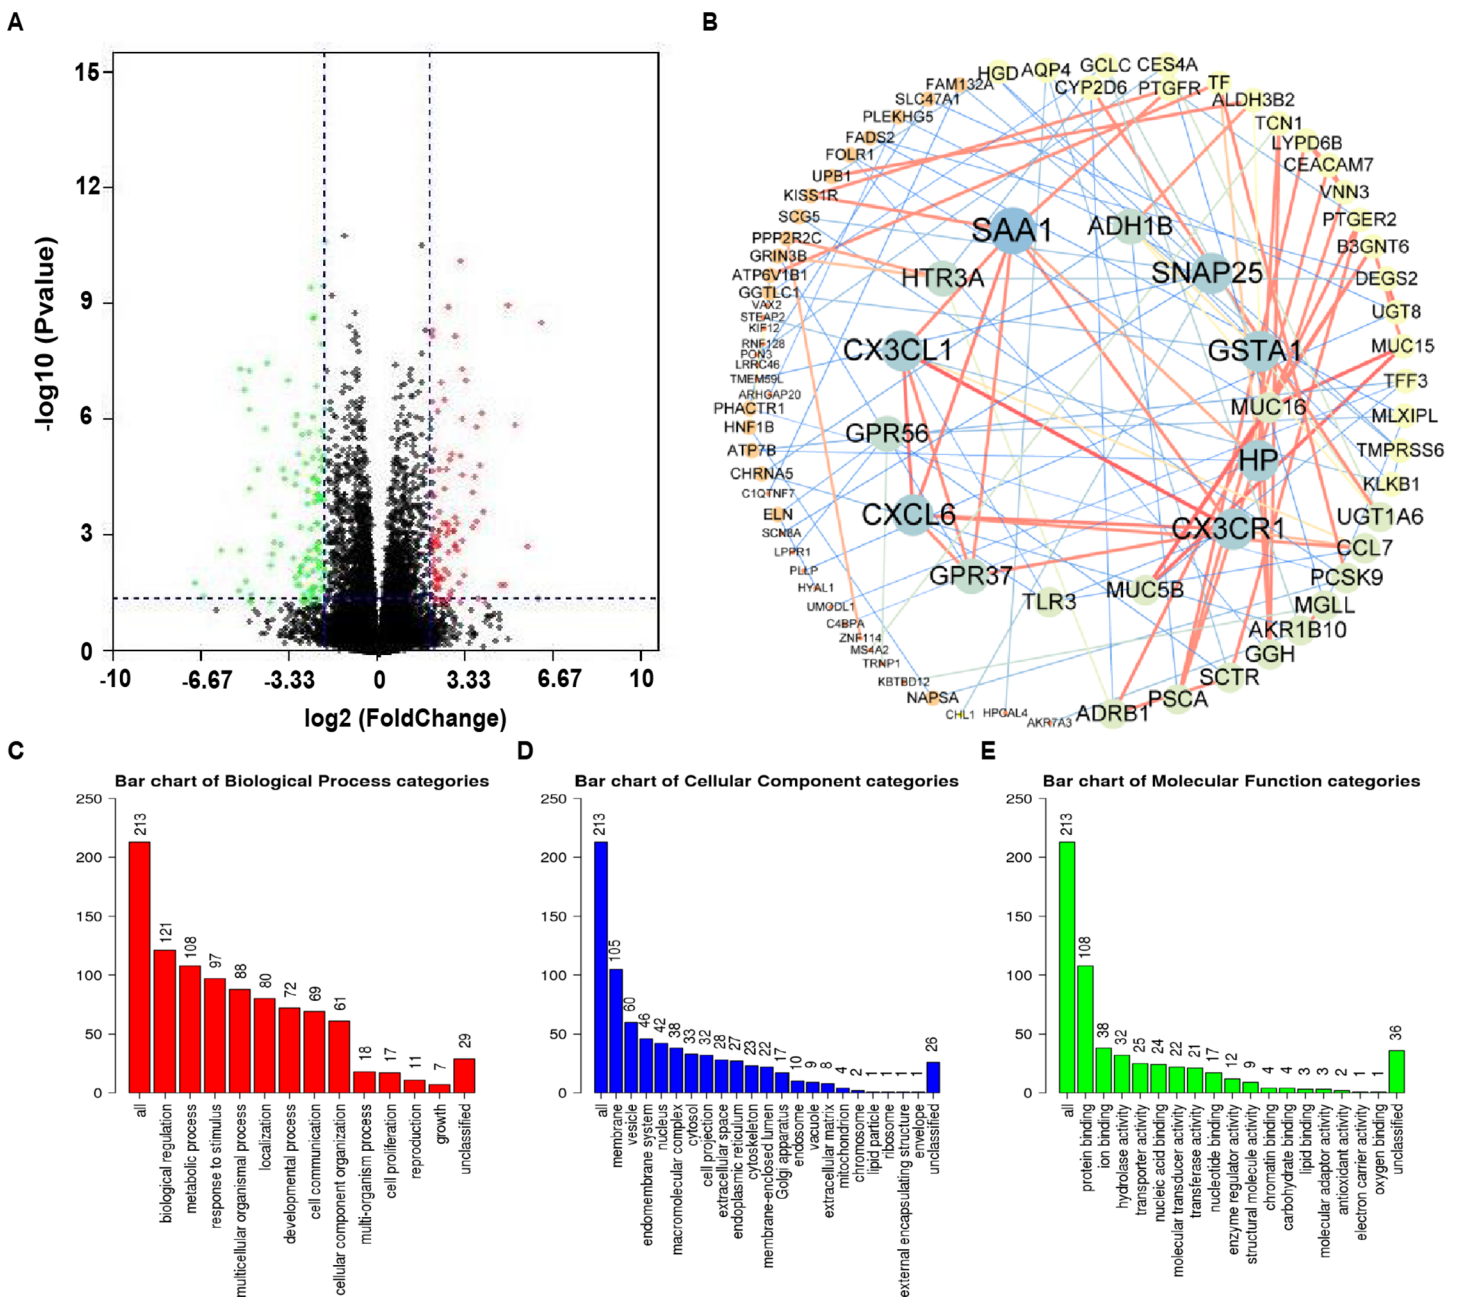 A
15
12
9
6
3
0
-log10 (Pvalue)
-10
-6.67
-3.33
0
3.33
6.67
10
log2 (FoldChange)
B
HGD
AQP4
GCLC
CES4A
FAM132A
CYP2D6
PTGFR
TF
SLC47A1
ALDH3B2
PLEKHG5
TCN1
FADS2
LYPD6B
FOLR1
CEACAM7
UPB1
VNN3
KISS1R
PTGER2
SCG5
B3GNT6
PPP2R2C
DEGS2
GRIN3B
UGT8
ATP6V1B1
MUC15
GGTLC1
TFF3
VAX2
MLXIPL
STEAP2
TMPRSS6
KIF12
KLKB1
RNF128
UGT1A6
PON3
CCL7
LRRC46
PCSK9
TMEM59L
MGLL
ARHGAP20
AKR1B10
PHACTR1
GGH
HNF1B
SCTR
ATP7B
PSCA
CHRNA5
ADRB1
C1QTNF7
ELN
SCN8A
LPPR1
PLLP
HYAL1
UMODL1
C4BPA
ZNF114
MS4A2
TRNP1
KBTBD12
NAPSA
CHL1
HPCAL4
AKR7A3
SAA1
ADH1B
HTR3A
SNAP25
CX3CL1
GSTA1
MUC16
GPR56
HP
CXCL6
CX3CR1
GPR37
MUC5B
TLR3
C
Bar chart of Biological Process categories
250
200
150
100
50
0
213
121
108
97
88
80
72
69
61
18
17
11
7
29
all
biological regulation
metabolic process
response to stimulus
multicellular organismal process
localization
developmental process
cell communication
cellular component organization
multi-organism process
cell proliferation
reproduction
growth
unclassified
D
Bar chart of Cellular Component categories
250
200
150
100
50
0
213
105
60
46
42
38
33
32
28
27
23
22
17
10
9
8
4
2
1
1
1
1
26
all
membrane
vesicle
endomembrane system
nucleus
macromolecular complex
cytosol
cell projection
extracellular space
endoplasmic reticulum
cytoskeleton
membrane-enclosed lumen
Golgi apparatus
endosome
vacuole
extracellular matrix
mitochondrion
chromosome
lipid particle
ribosome
external encapsulating structure
envelope
unclassified
E
Bar chart of Molecular Function categories
250
200
150
100
50
0
213
108
38
32
25
24
22
21
17
12
9
4
4
3
3
2
1
1
36
all
protein binding
ion binding
hydrolase activity
transporter activity
nucleic acid binding
molecular transducer activity
transferase activity
nucleotide binding
enzyme regulator activity
structural molecule activity
chromatin binding
carbohydrate binding
lipid binding
molecular adaptor activity
antioxidant activity
electron carrier activity
oxygen binding
unclassified